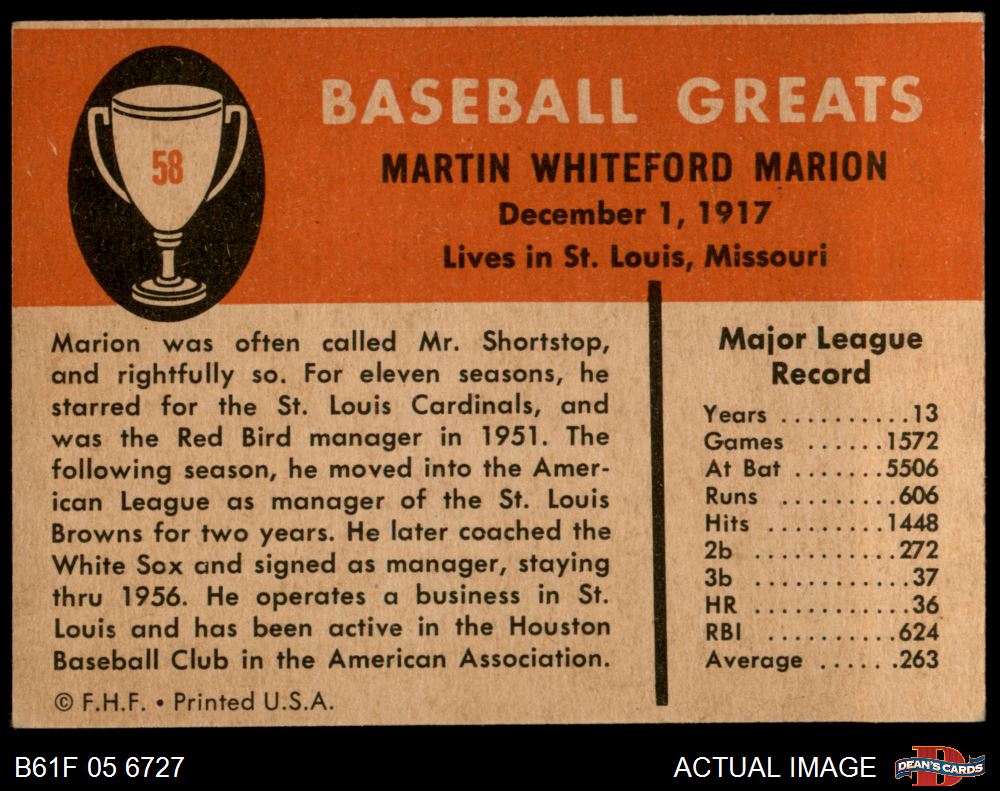 58
BASEBALL GREATS
MARTIN WHITEFORD MARION
December 1, 1917
Lives in St. Louis, Missouri
Marion was often called Mr. Shortstop,
and rightfully so. For eleven seasons, he
starred for the St. Louis Cardinals, and
was the Red Bird manager in 1951. The
following season, he moved into the Amer-
ican League as manager of the St. Louis
Browns for two years. He later coached the
White Sox and signed as manager, staying
thru 1956. He operates a business in St.
Louis and has been active in the Houston
Baseball Club in the American Association.
© F.H.F. • Printed U.S.A.
Major League
Record
Years ..........13
Games ......1572
At Bat .......5506
Runs .........606
Hits .........1448
2b ...........272
3b ............37
HR ............36
RBI ..........624
Average ......263
B61F 05 6727
ACTUAL IMAGE
D
DEAN'S CARDS